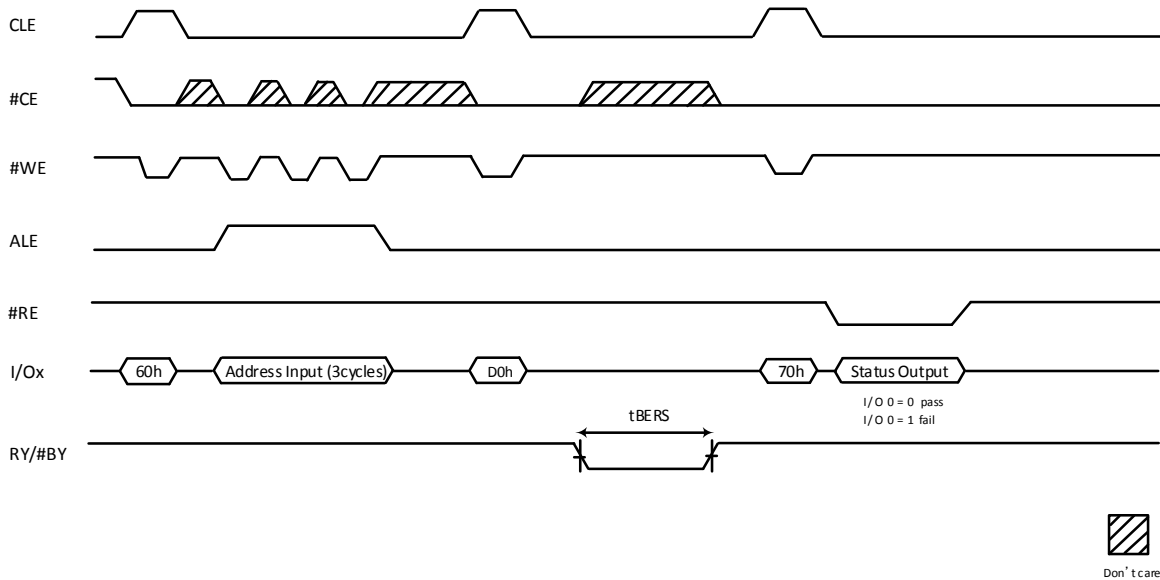 CLE
#CE
#WE
ALE
#RE
I/Ox 60h Address Input (3cycles) D0h 70h Status Output
I/O 0 = 0 pass
I/O 0 = 1 fail
tBERS
RY/#BY
Don't care